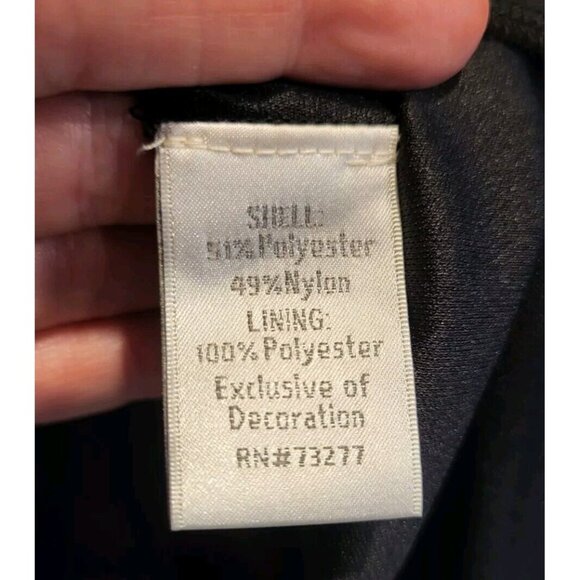 SHELL:
51%Polyester
49%Nylon
LINING:
100%Polyester
Exclusive of
Decoration
RN#73277